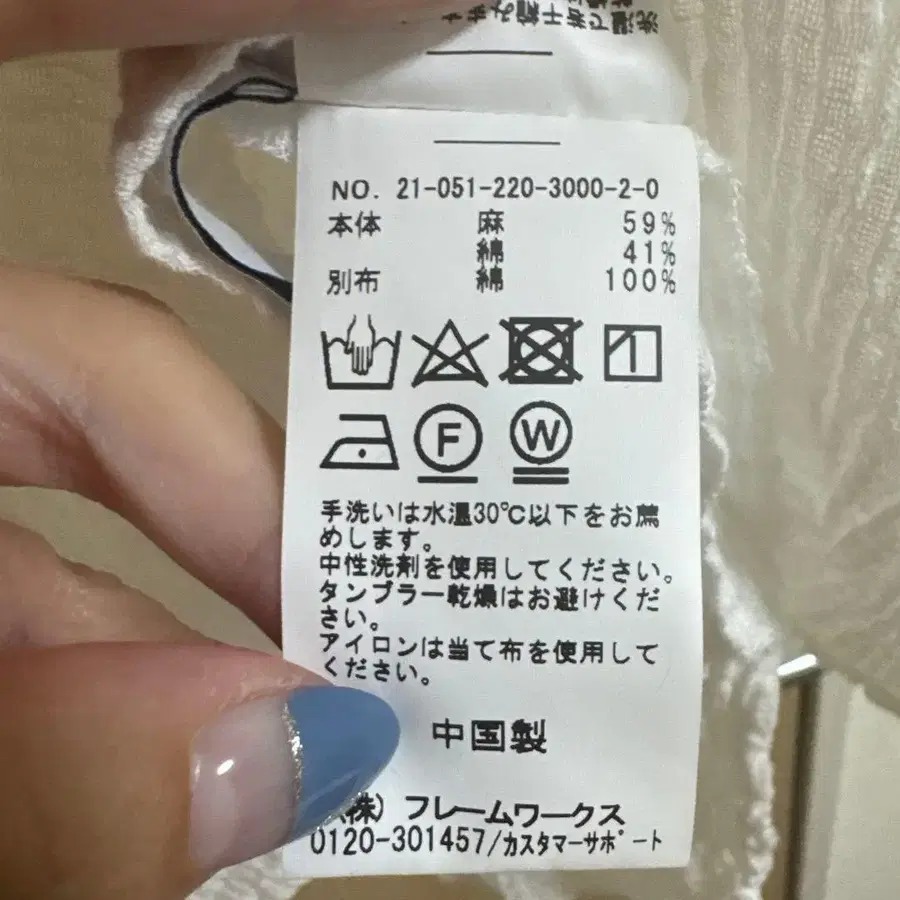 NO. 21-051-220-3000-2-0
本体 麻 59%
綿 41%
別布 綿 100%
F W
手洗いは水温30℃以下をお薦
めします。
中性洗剤を使用してください。
タンブラー乾燥はお避けくだ
さい。
アイロンは当て布を使用して
ください。
中国製
(株) フレームワークス
0120-301457/カスタマーサポート